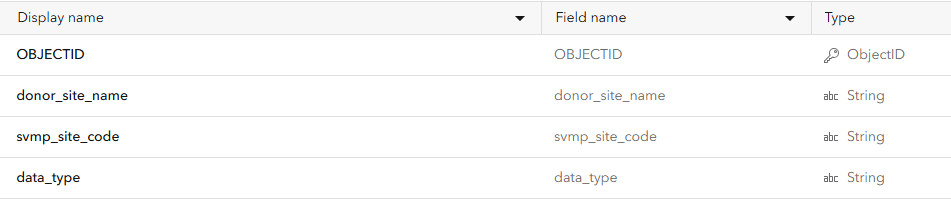 Display name Field name Type
OBJECTID OBJECTID ObjectID
donor_site_name donor_site_name abc String
svmp_site_code svmp_site_code abc String
data_type data_type abc String